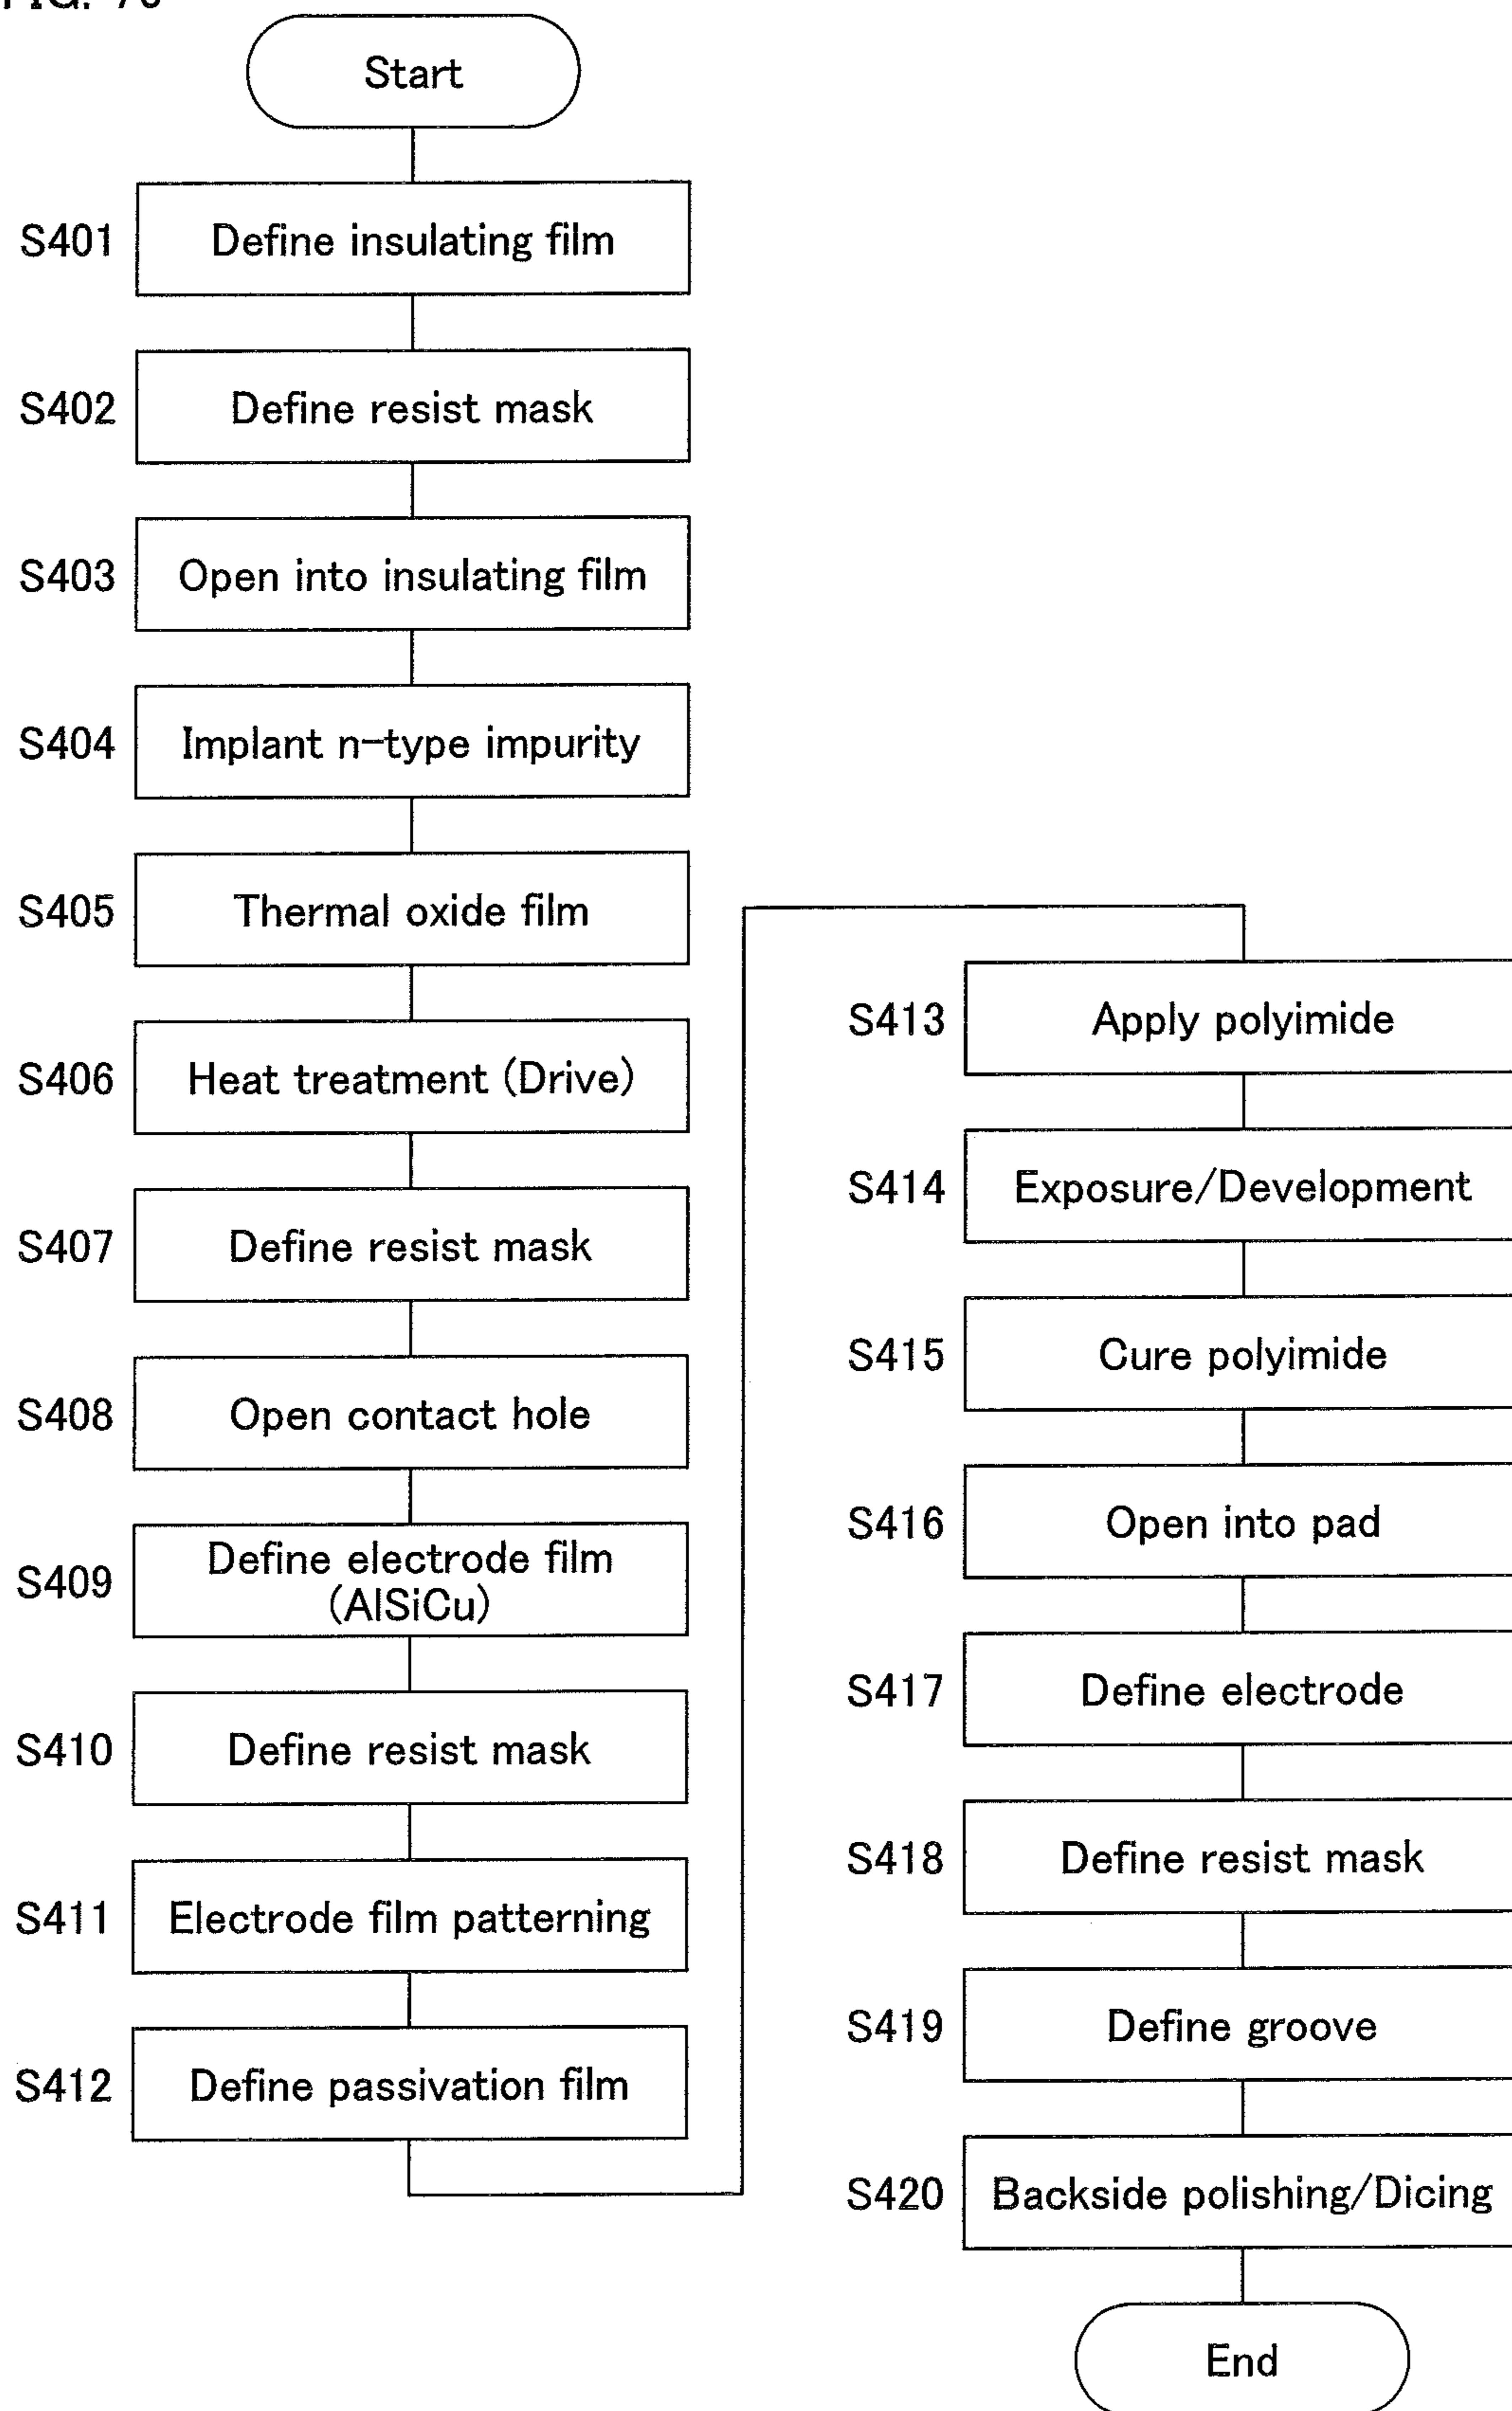 Start
S401 Define insulating film
S402 Define resist mask
S403 Open into insulating film
S404 Implant n-type impurity
S405 Thermal oxide film
S406 Heat treatment (Drive)
S407 Define resist mask
S408 Open contact hole
S409 Define electrode film
(AlSiCu)
S410 Define resist mask
S411 Electrode film patterning
S412 Define passivation film
S413 Apply polyimide
S414 Exposure/Development
S415 Cure polyimide
S416 Open into pad
S417 Define electrode
S418 Define resist mask
S419 Define groove
S420 Backside polishing/Dicing
End